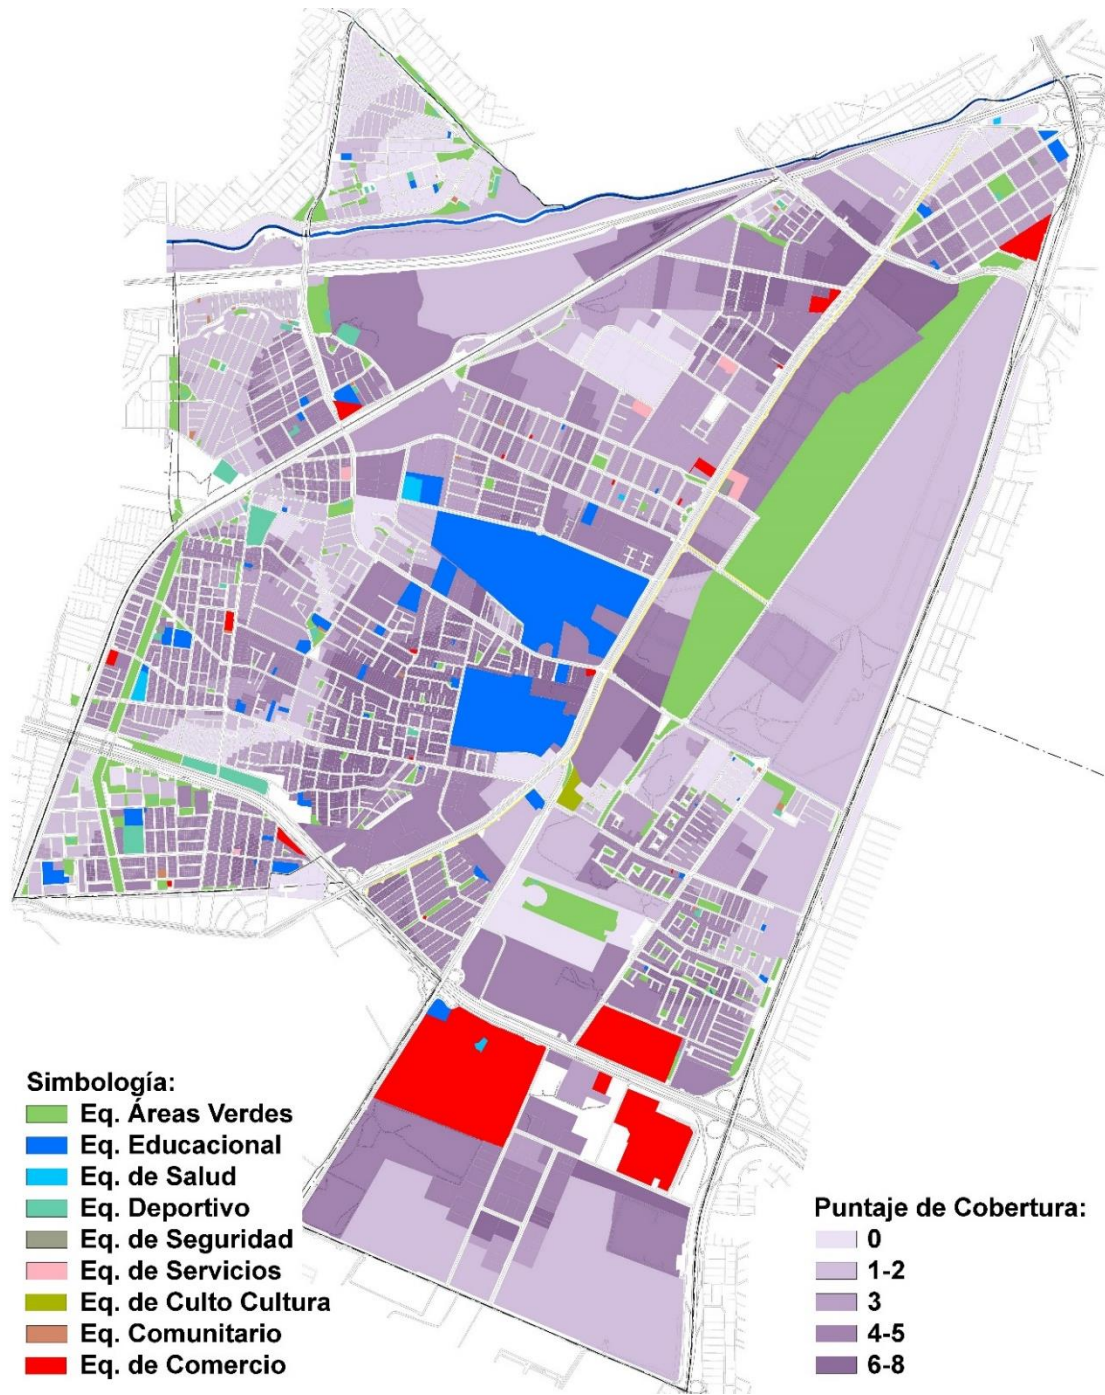 Simbología:
Eq. Áreas Verdes
Eq. Educacional
Eq. de Salud
Eq. Deportivo
Eq. de Seguridad
Eq. de Servicios
Eq. de Culto Cultura
Eq. Comunitario
Eq. de Comercio
Puntaje de Cobertura:
0
1-2
3
4-5
6-8